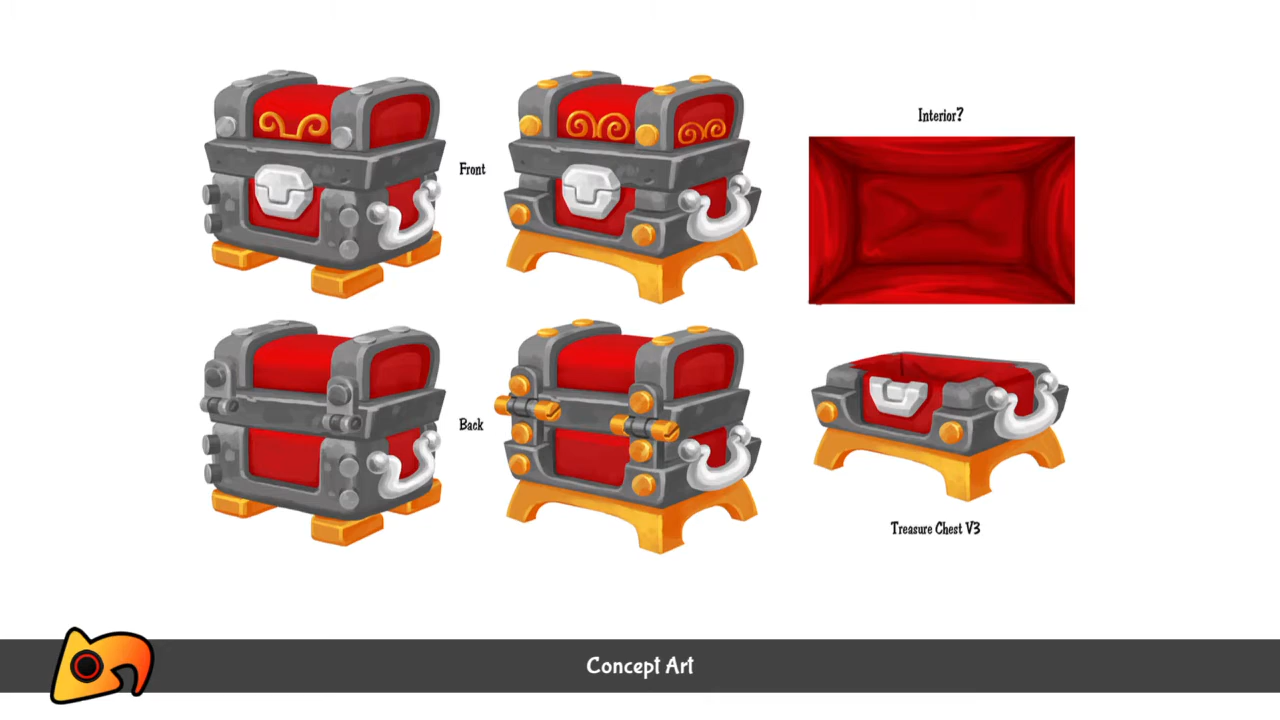 Interior?
Front
Back
Treasure Chest V3
Concept Art